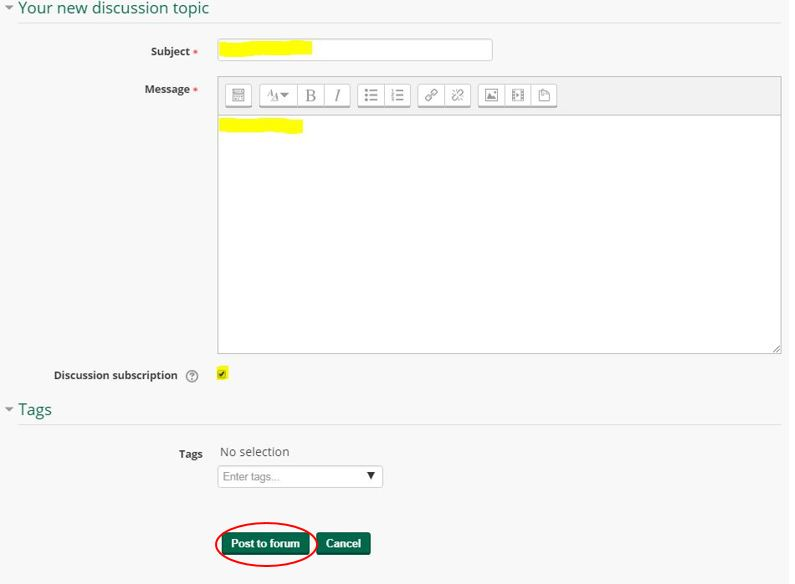 Your new discussion topic
Subject *
Message *
B I
Discussion subscription ?
Tags
Tags No selection
Enter tags...
Post to forum Cancel